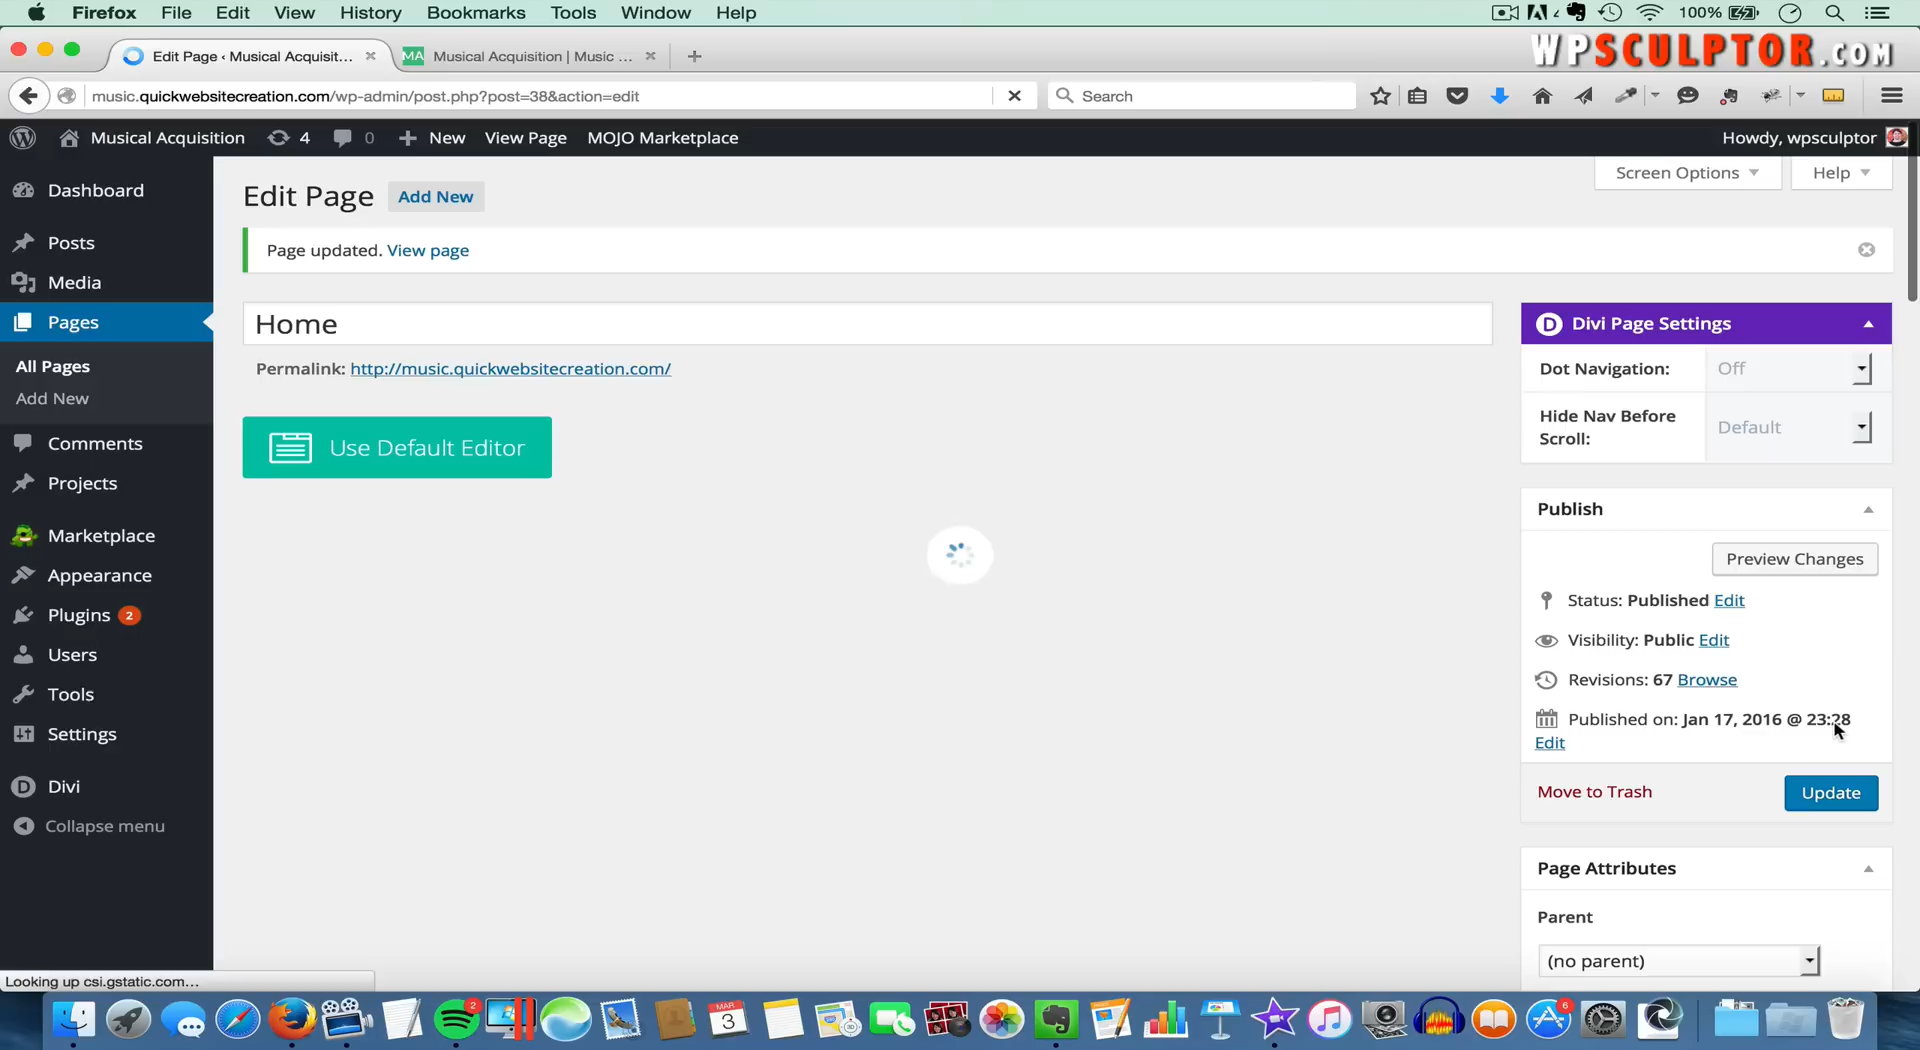 Firefox File Edit View History Bookmarks Tools Window Help 100%
Edit Page ‹ Musical Acquisit... MA Musical Acquisition | Music ...
WPSCULPTOR.COM
music.quickwebsitecreation.com/wp-admin/post.php?post=38&action=edit Search
Musical Acquisition 4 0 New View Page MOJO Marketplace Howdy, wpsculptor
Screen Options Help
Dashboard
Posts
Media
Pages
All Pages
Add New
Comments
Projects
Marketplace
Appearance
Plugins 2
Users
Tools
Settings
Divi
Collapse menu
Edit Page Add New
Page updated. View page
Home
Permalink: http://music.quickwebsitecreation.com/
Use Default Editor
Divi Page Settings
Dot Navigation: Off
Hide Nav Before Default
Scroll:
Publish
Preview Changes
Status: Published Edit
Visibility: Public Edit
Revisions: 67 Browse
Published on: Jan 17, 2016 @ 23:28
Edit
Move to Trash Update
Page Attributes
Parent
(no parent)
Looking up csi.gstatic.com...
2 MAR 3 6